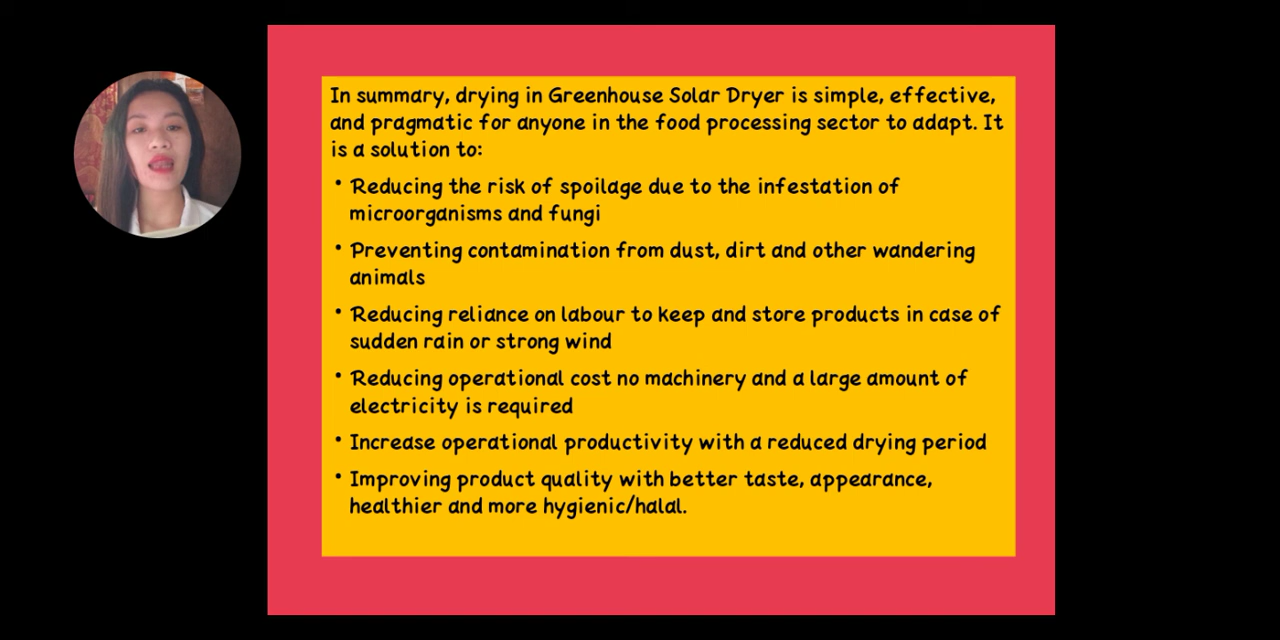 In summary, drying in Greenhouse Solar Dryer is simple, effective,
and pragmatic for anyone in the food processing sector to adapt. It
is a solution to:
• Reducing the risk of spoilage due to the infestation of
microorganisms and fungi
• Preventing contamination from dust, dirt and other wandering
animals
• Reducing reliance on labour to keep and store products in case of
sudden rain or strong wind
• Reducing operational cost no machinery and a large amount of
electricity is required
• Increase operational productivity with a reduced drying period
• Improving product quality with better taste, appearance,
healthier and more hygienic/halal.